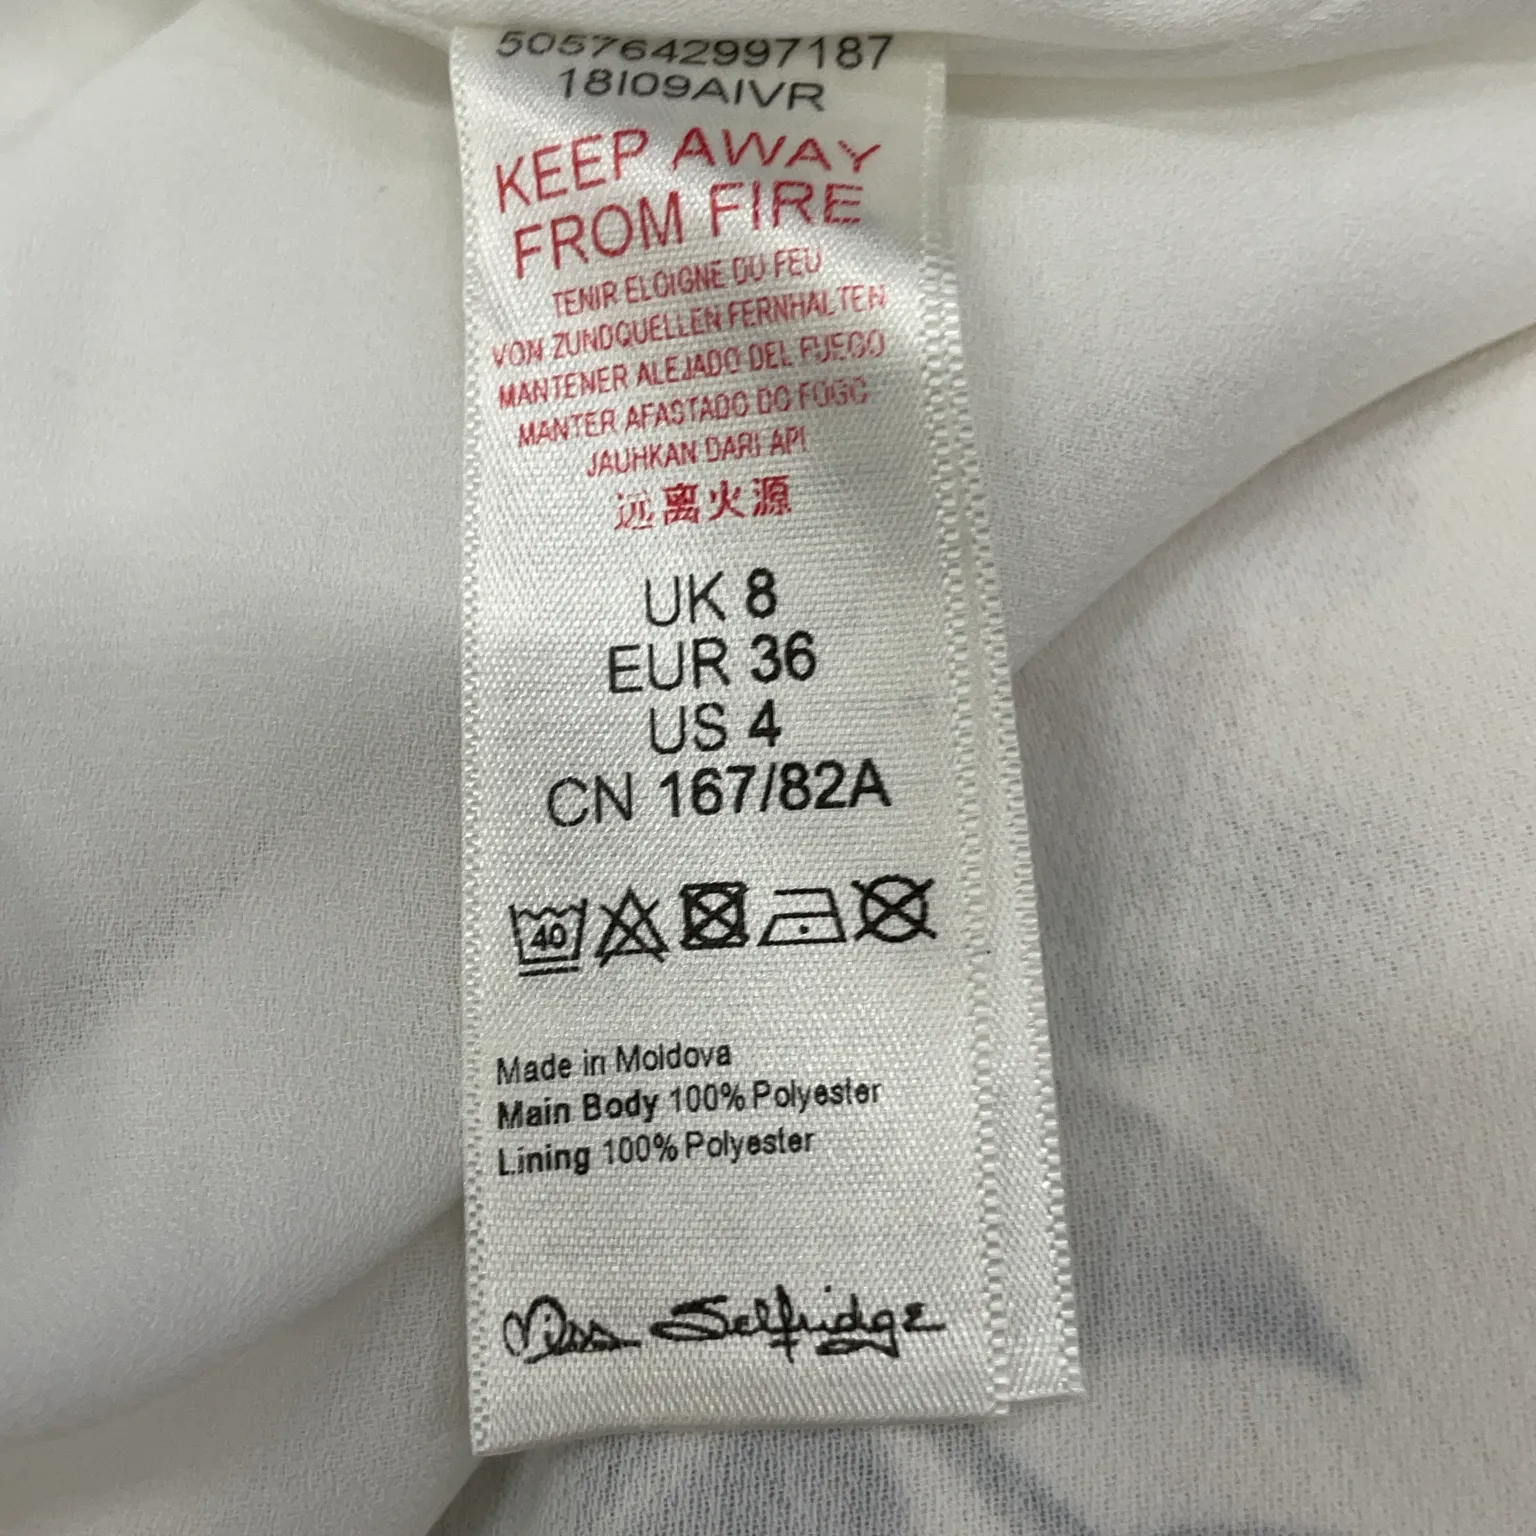 5057642997187
18I09AIVR
KEEP AWAY
FROM FIRE
TENIR ELOIGNE DU FEU
VON ZUNDQUELLEN FERNHALTEN
MANTENER ALEJADO DEL FUEGO
MANTER AFASTADO DO FOGO
JAUHKAN DARI API
远离火源
UK 8
EUR 36
US 4
CN 167/82A
40
Made in Moldova
Main Body 100% Polyester
Lining 100% Polyester
Miss Selfridge